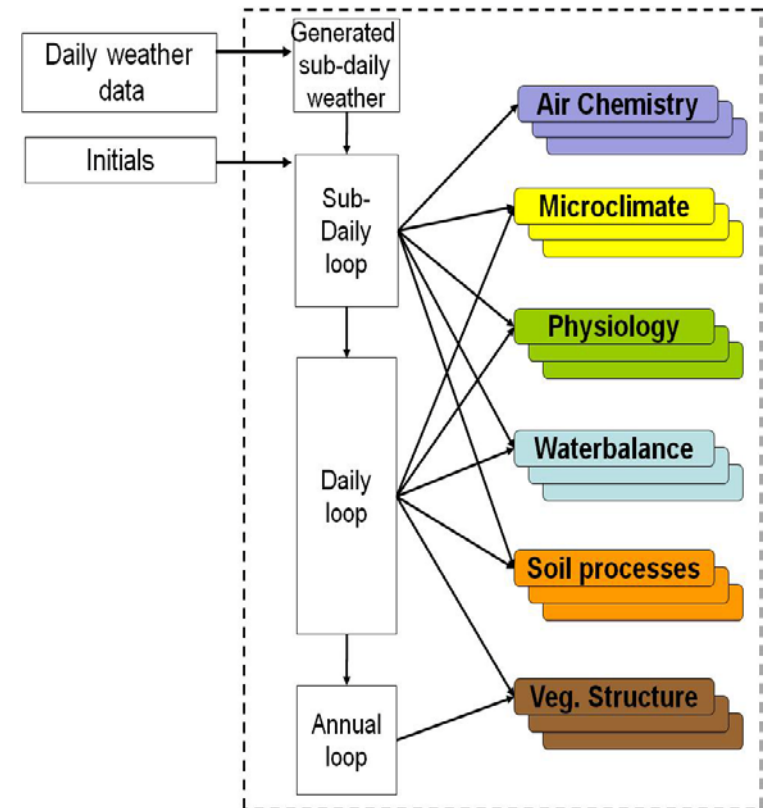 Daily weather
data
Initials
Generated
sub-daily
weather
Sub-
Daily
loop
Daily
loop
Annual
loop
Air Chemistry
Microclimate
Physiology
Waterbalance
Soil processes
Veg. Structure